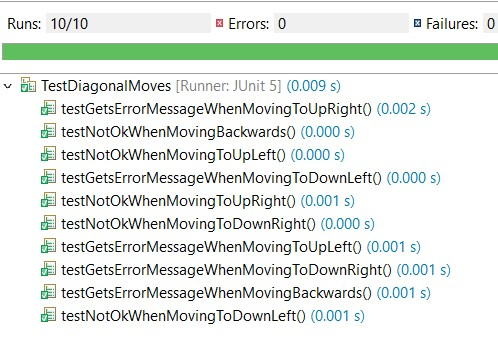 Runs: 10/10 Errors: 0 Failures: 0
TestDiagonalMoves [Runner: JUnit 5] (0.009 s)
testGetsErrorMessageWhenMovingToUpRight() (0.002 s)
testNotOkWhenMovingBackwards() (0.000 s)
testNotOkWhenMovingToUpLeft() (0.000 s)
testGetsErrorMessageWhenMovingToDownLeft() (0.000 s)
testNotOkWhenMovingToUpRight() (0.001 s)
testNotOkWhenMovingToDownRight() (0.000 s)
testGetsErrorMessageWhenMovingToUpLeft() (0.001 s)
testGetsErrorMessageWhenMovingToDownRight() (0.001 s)
testGetsErrorMessageWhenMovingBackwards() (0.001 s)
testNotOkWhenMovingToDownLeft() (0.001 s)